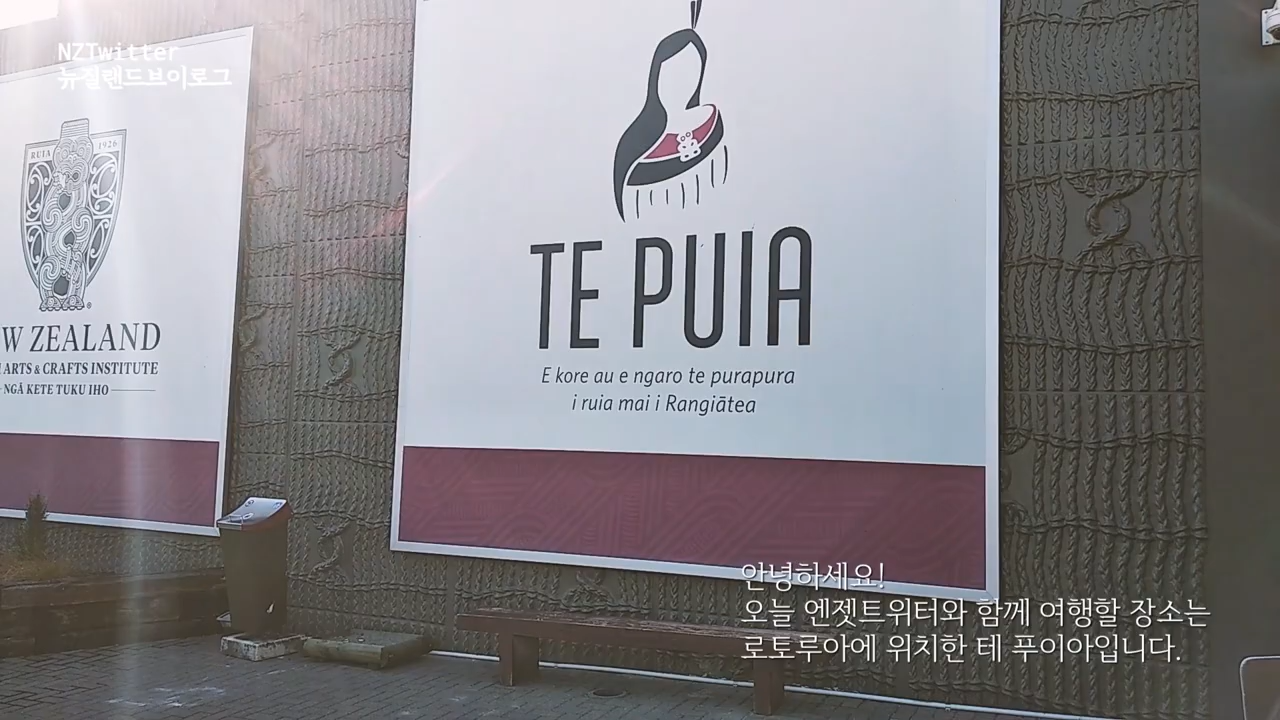 NZTwitter
뉴질랜드브이로그
RUIA 1926
W ZEALAND
ARTS & CRAFTS INSTITUTE
NGĀ KETE TUKU IHO
TE PUIA
E kore au e ngaro te purapura
i ruia mai i Rangiātea
안녕하세요!
오늘 엔젯트위터와 함께 여행할 장소는
로토루아에 위치한 테 푸이아입니다.